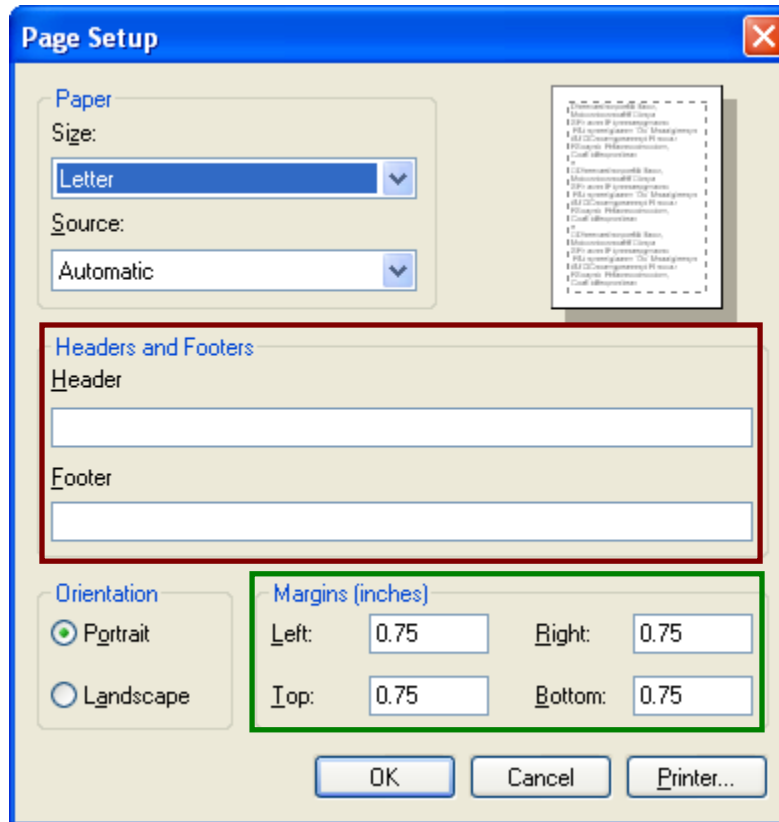 Page Setup
Paper
Size:
Letter
Source:
Automatic
Headers and Footers
Header
Footer
Orientation
Portrait
Landscape
Margins (inches)
Left: 0.75 Right: 0.75
Top: 0.75 Bottom: 0.75
OK Cancel Printer...